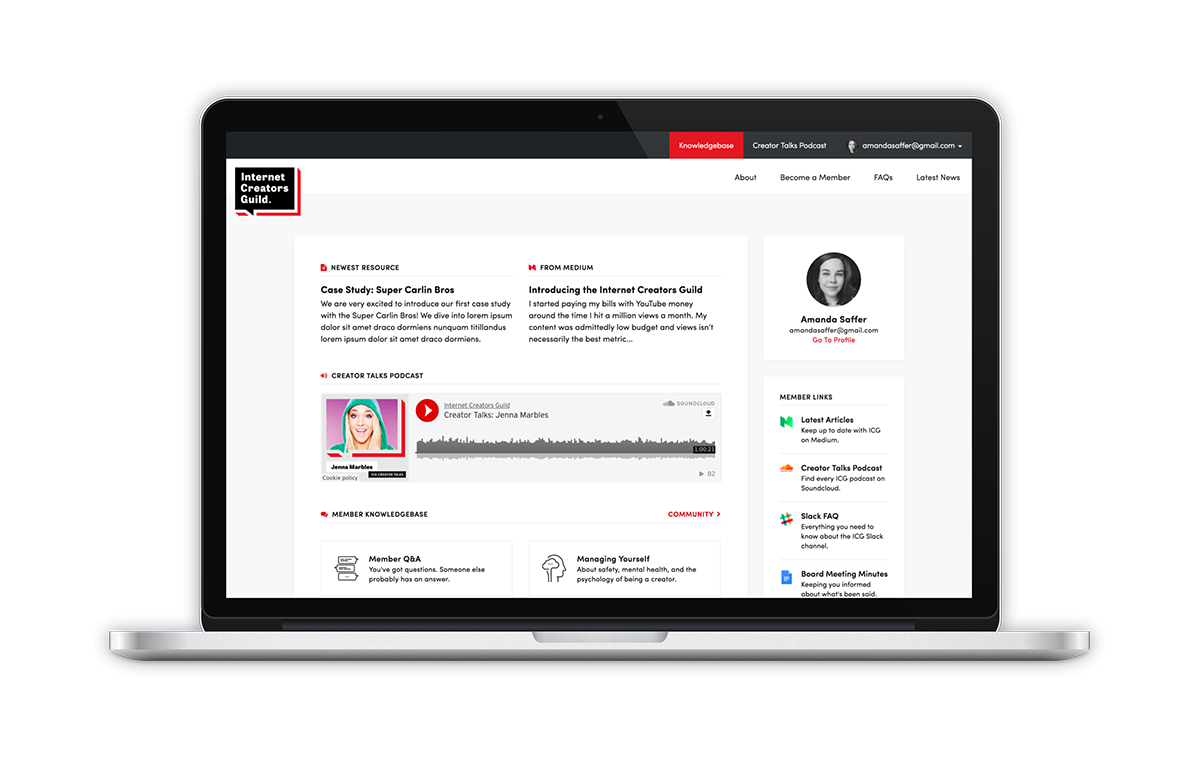 Knowledgebase
Creator Talks Podcast
amandasaffer@gmail.com
Internet
Creators
Guild.
About
Become a Member
FAQs
Latest News
NEWEST RESOURCE
Case Study: Super Carlin Bros
We are very excited to introduce our first case study
with the Super Carlin Bros! We dive into lorem ipsum
dolor sit amet draco dormiens nunquam titillandus
lorem ipsum dolor sit amet draco dormiens.
FROM MEDIUM
Introducing the Internet Creators Guild
I started paying my bills with YouTube money
around the time I hit a million views a month. My
content was admittedly low budget and views isn't
necessarily the best metric...
CREATOR TALKS PODCAST
Internet Creators Guild
Creator Talks: Jenna Marbles
SOUNDCLOUD
1:00:21
82
Jenna Marbles
ICG CREATOR TALKS
Cookie policy
MEMBER KNOWLEDGEBASE
COMMUNITY >
Member Q&A
You've got questions. Someone else
probably has an answer.
Managing Yourself
About safety, mental health, and the
psychology of being a creator.
Amanda Saffer
amandasaffer@gmail.com
Go To Profile
MEMBER LINKS
Latest Articles
Keep up to date with ICG
on Medium.
Creator Talks Podcast
Find every ICG podcast on
Soundcloud.
Slack FAQ
Everything you need to
know about the ICG Slack
channel.
Board Meeting Minutes
Keeping you informed
about what's been said.